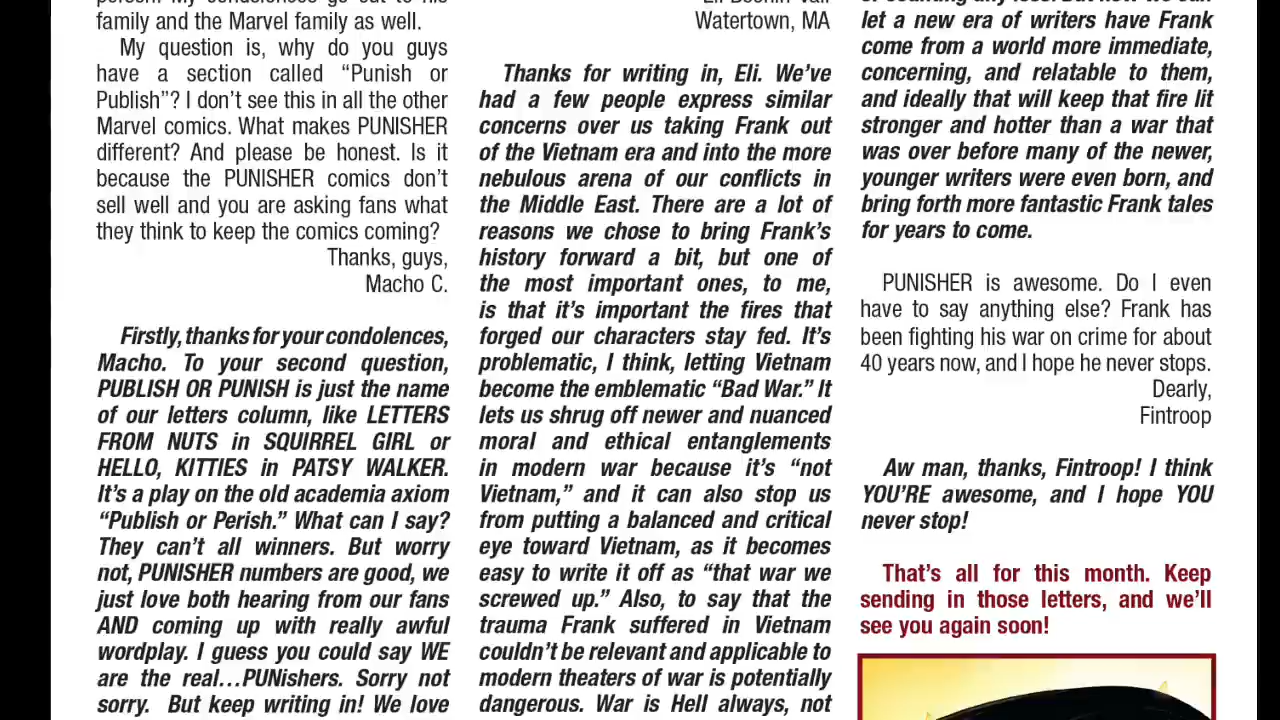 person. My condolences go out to his
family and the Marvel family as well.
My question is, why do you guys
have a section called “Punish or
Publish”? I don’t see this in all the other
Marvel comics. What makes PUNISHER
different? And please be honest. Is it
because the PUNISHER comics don’t
sell well and you are asking fans what
they think to keep the comics coming?
Thanks, guys,
Macho C.
Firstly, thanks for your condolences,
Macho. To your second question,
PUBLISH OR PUNISH is just the name
of our letters column, like LETTERS
FROM NUTS in SQUIRREL GIRL or
HELLO, KITTIES in PATSY WALKER.
It’s a play on the old academia axiom
“Publish or Perish.” What can I say?
They can’t all winners. But worry
not, PUNISHER numbers are good, we
just love both hearing from our fans
AND coming up with really awful
wordplay. I guess you could say WE
are the real…PUNishers. Sorry not
sorry. But keep writing in! We love
Watertown, MA
Thanks for writing in, Eli. We’ve
had a few people express similar
concerns over us taking Frank out
of the Vietnam era and into the more
nebulous arena of our conflicts in
the Middle East. There are a lot of
reasons we chose to bring Frank’s
history forward a bit, but one of
the most important ones, to me,
is that it’s important the fires that
forged our characters stay fed. It’s
problematic, I think, letting Vietnam
become the emblematic “Bad War.” It
lets us shrug off newer and nuanced
moral and ethical entanglements
in modern war because it’s “not
Vietnam,” and it can also stop us
from putting a balanced and critical
eye toward Vietnam, as it becomes
easy to write it off as “that war we
screwed up.” Also, to say that the
trauma Frank suffered in Vietnam
couldn’t be relevant and applicable to
modern theaters of war is potentially
dangerous. War is Hell always, not
let a new era of writers have Frank
come from a world more immediate,
concerning, and relatable to them,
and ideally that will keep that fire lit
stronger and hotter than a war that
was over before many of the newer,
younger writers were even born, and
bring forth more fantastic Frank tales
for years to come.
PUNISHER is awesome. Do I even
have to say anything else? Frank has
been fighting his war on crime for about
40 years now, and I hope he never stops.
Dearly,
Fintroop
Aw man, thanks, Fintroop! I think
YOU’RE awesome, and I hope YOU
never stop!
That’s all for this month. Keep
sending in those letters, and we’ll
see you again soon!